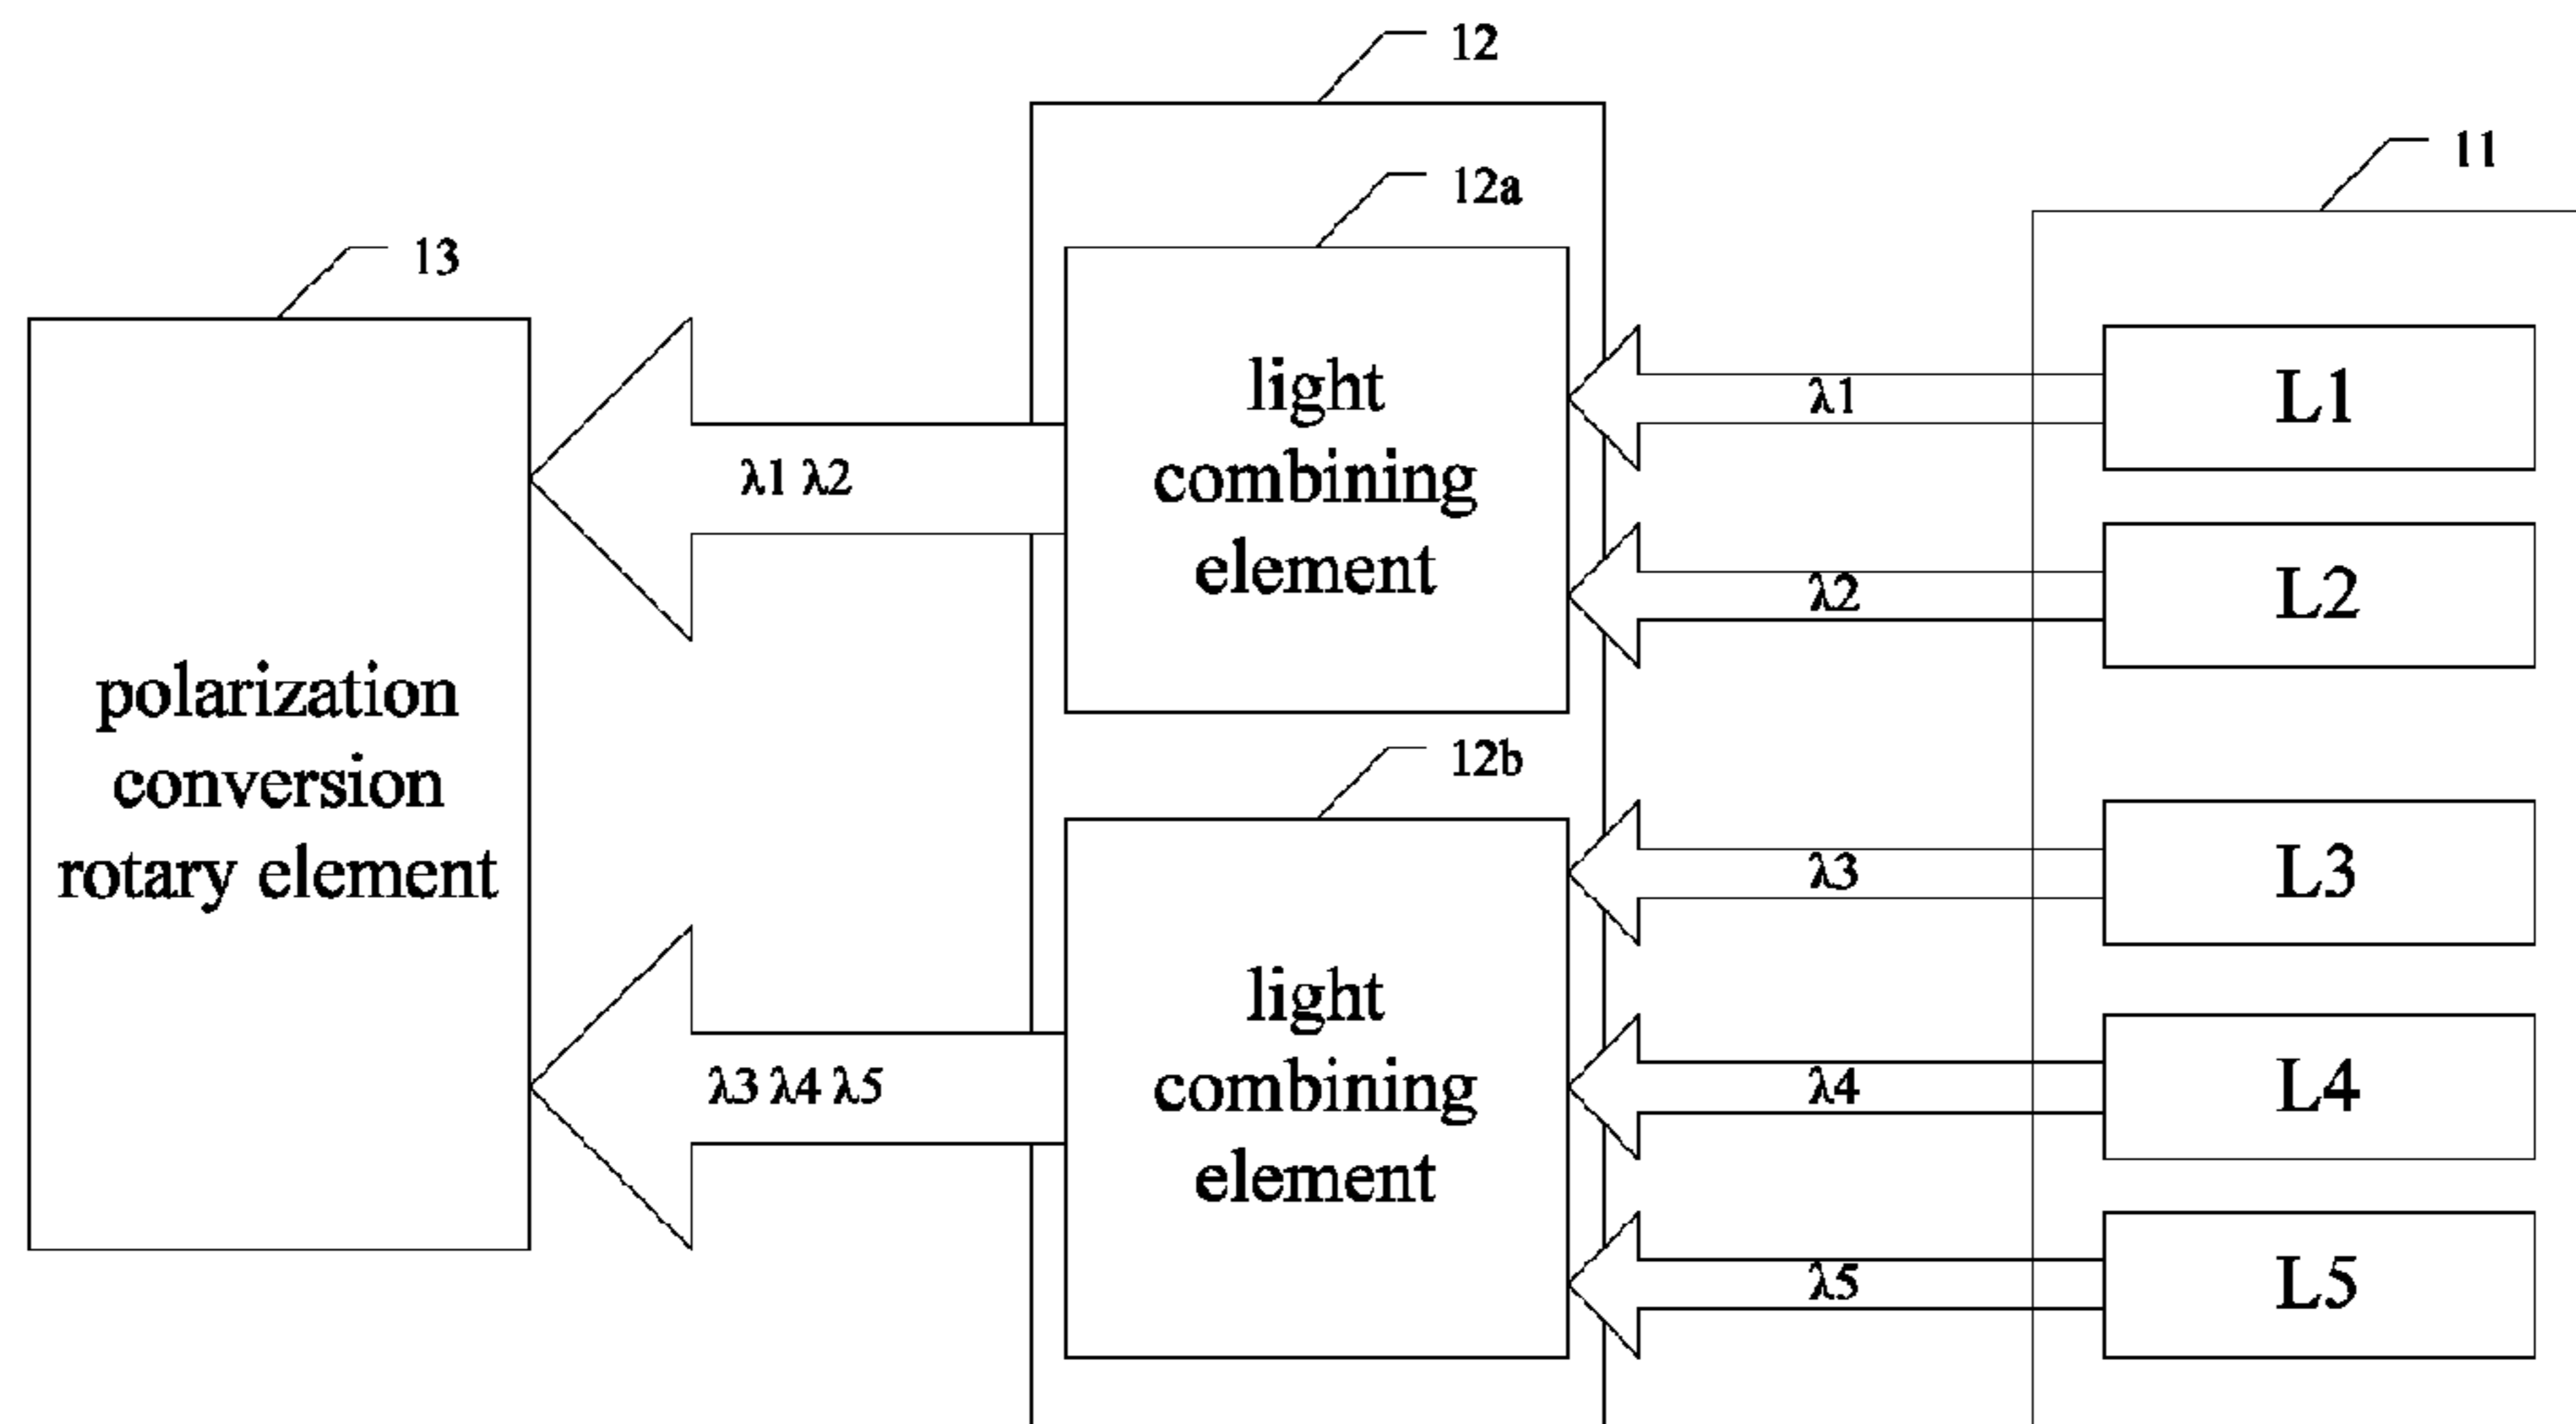 12
11
12a
13
light
combining
element
λ1
L1
λ1 λ2
λ2
L2
polarization
conversion
rotary element
12b
λ3
L3
light
combining
element
λ3 λ4 λ5
λ4
L4
λ5
L5